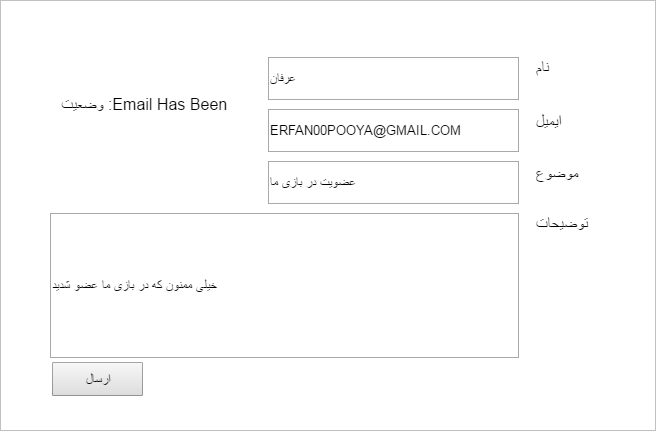 نام
عرفان
وضعیت :Email Has Been
ایمیل
ERFAN00POOYA@GMAIL.COM
موضوع
عضویت در بازی ما
توضیحات
خیلی ممنون که در بازی ما عضو شدید
ارسال